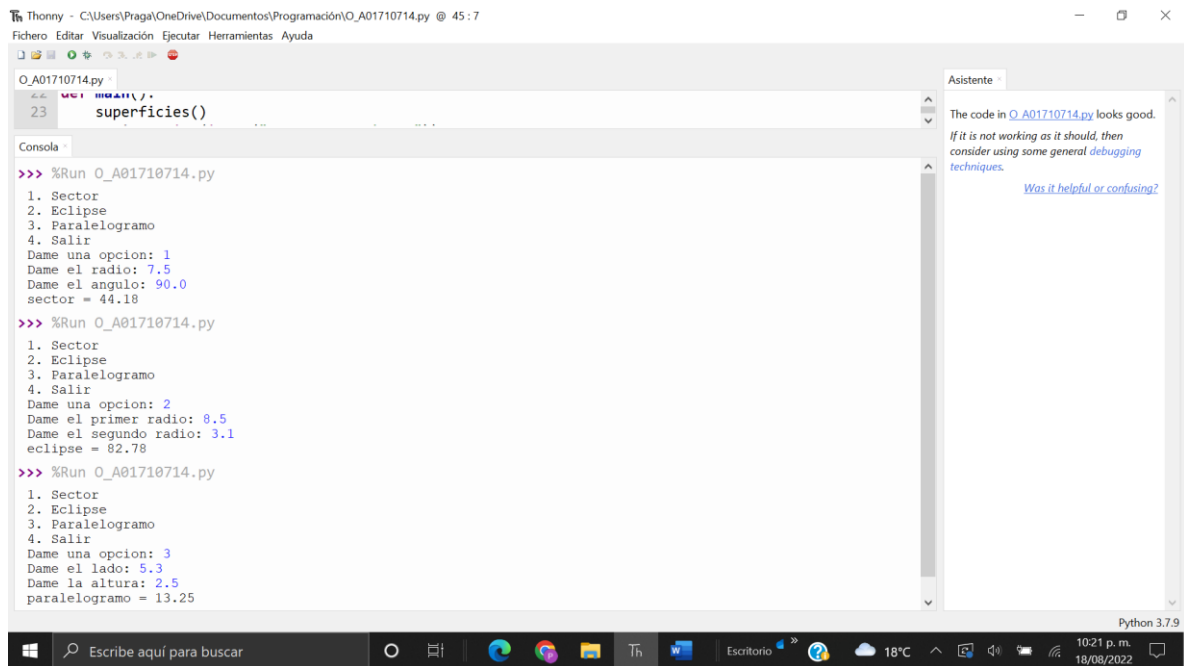 Thonny - C:\Users\Praga\OneDrive\Documentos\Programación\O_A01710714.py @ 45 : 7
Fichero Editar Visualización Ejecutar Herramientas Ayuda
O_A01710714.py
22 def main():
23 superficies()
Consola
>>> %Run O_A01710714.py
1. Sector
2. Eclipse
3. Paralelogramo
4. Salir
Dame una opcion: 1
Dame el radio: 7.5
Dame el angulo: 90.0
sector = 44.18
>>> %Run O_A01710714.py
1. Sector
2. Eclipse
3. Paralelogramo
4. Salir
Dame una opcion: 2
Dame el primer radio: 8.5
Dame el segundo radio: 3.1
eclipse = 82.78
>>> %Run O_A01710714.py
1. Sector
2. Eclipse
3. Paralelogramo
4. Salir
Dame una opcion: 3
Dame el lado: 5.3
Dame la altura: 2.5
paralelogramo = 13.25
Asistente
The code in O_A01710714.py looks good.
If it is not working as it should, then
consider using some general debugging
techniques.
Was it helpful or confusing?
Python 3.7.9
Escribe aquí para buscar
Escritorio
18°C
10:21 p. m.
18/08/2022